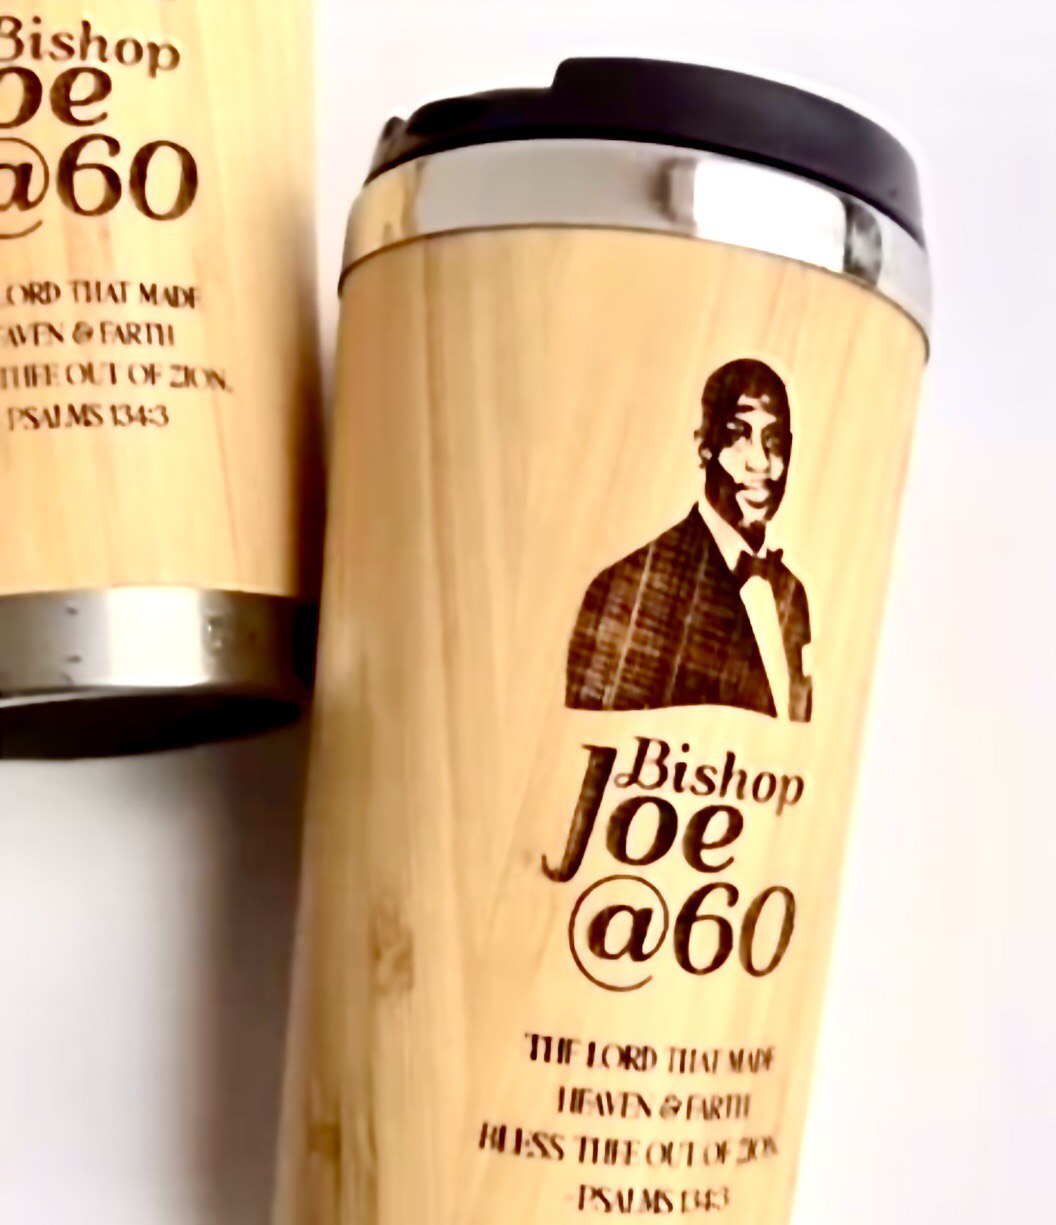 Bishop
oe
@60
LORD THAT MADE
EAVEN & EARTH
THEE OUT OF ZION.
- PSALMS 134:3
Bishop
Joe
@60
THE LORD THAT MADE
HEAVEN & EARTH
BLESS THEE OUT OF ZION
-PSALMS 134:3